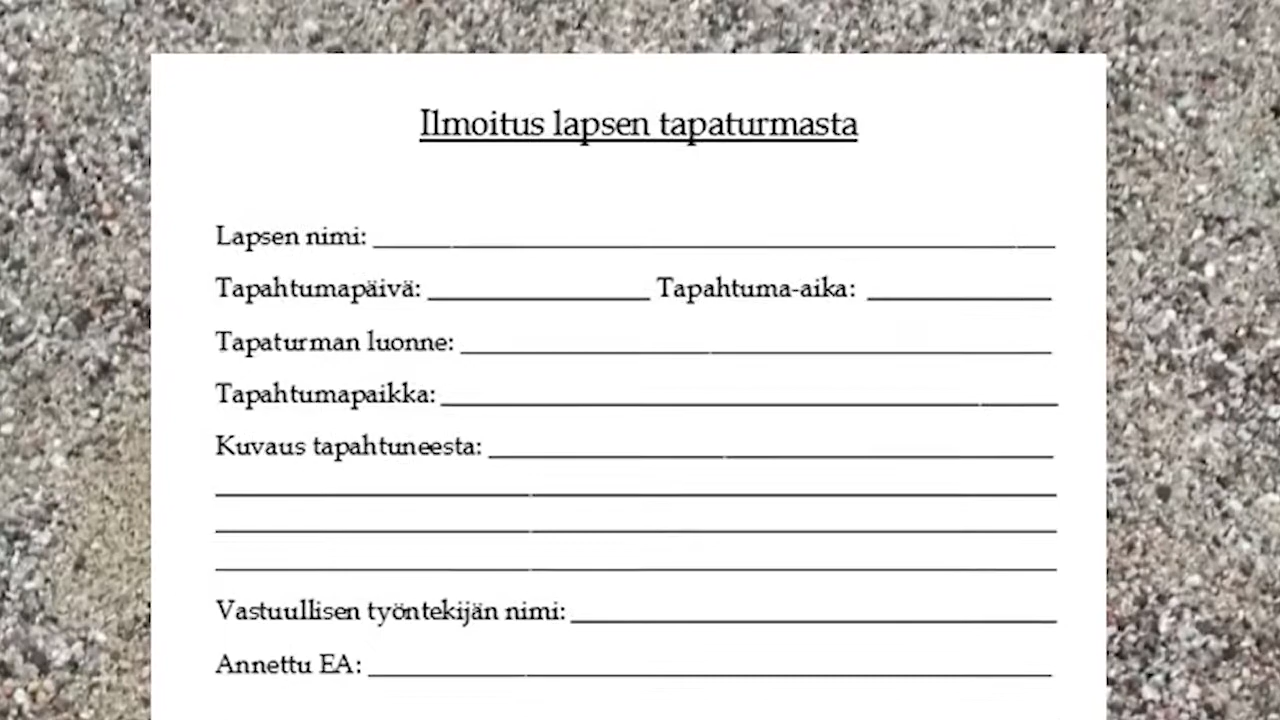 Ilmoitus lapsen tapaturmasta
Lapsen nimi:
Tapahtumapäivä: Tapahtuma-aika:
Tapaturman luonne:
Tapahtumapaikka:
Kuvaus tapahtuneesta:
Vastuullisen työntekijän nimi:
Annettu EA: